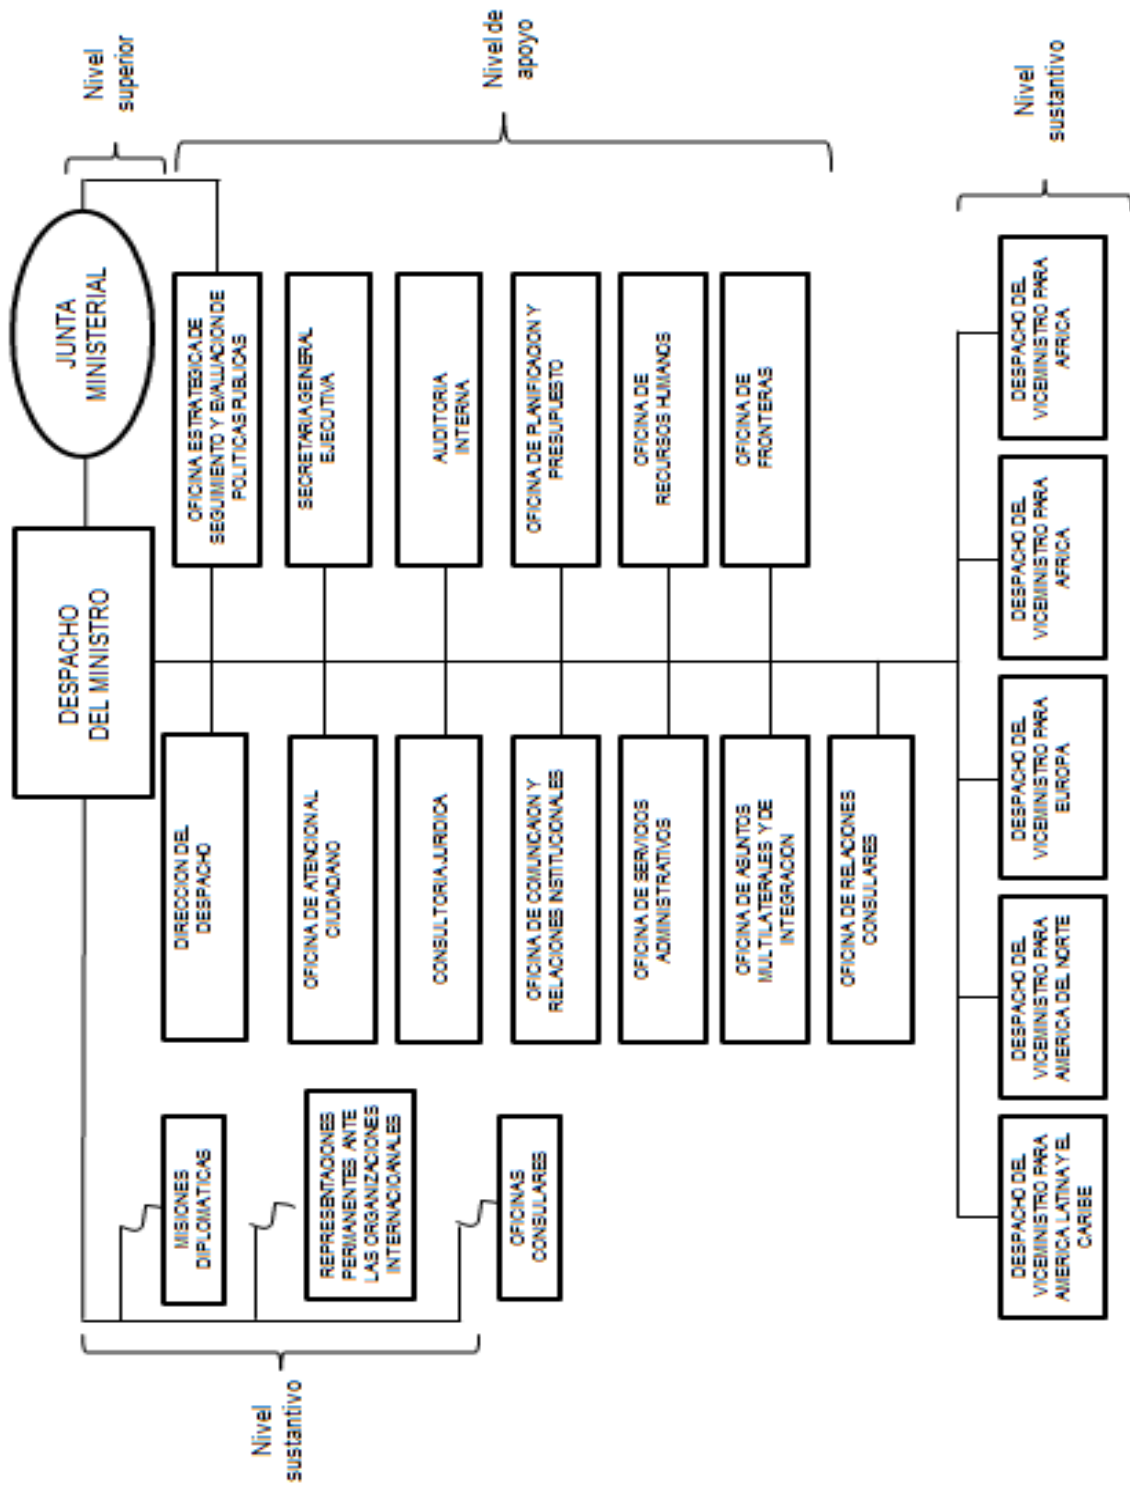 DESPACHO
DEL MINISTRO
JUNTA
MINISTERIAL
Nivel
superior
DIRECCION DEL
DESPACHO
OFICINA ESTRATEGICA DE
SEGUIMIENTO Y EVALUACION DE
POLITICAS PUBLICAS
OFICINA DE ATENCIONAL
CIUDADANO
SECRETARIA GENERAL
EJECUTIVA
CONSULTORIA JURIDICA
AUDITORIA
INTERNA
OFICINA DE COMUNICAION Y
RELACIONES INSTITUCIONALES
OFICINA DE PLANIFICACION Y
PRESUPUESTO
OFICINA DE SERVICIOS
ADMINISTRATIVOS
OFICINA DE
RECURSOS HUMANOS
OFICINA DE ASUNTOS
MULTILATERALES Y DE
INTEGRACION
OFICINA DE
FRONTERAS
OFICINA DE RELACIONES
CONSULARES
Nivel de
apoyo
Nivel
sustantivo
MISIONES
DIPLOMATICAS
REPRESENTACIONES
PERMANENTES ANTE
LAS ORGANIZACIONES
INTERNACIOANALES
OFICINAS
CONSULARES
DESPACHO DEL
VICEMINISTRO PARA
AMERICA LATINA Y EL
CARIBE
DESPACHO DEL
VICEMINISTRO PARA
AMERICA DEL NORTE
DESPACHO DEL
VICEMINISTRO PARA
EUROPA
DESPACHO DEL
VICEMINISTRO PARA
AFRICA
DESPACHO DEL
VICEMINISTRO PARA
AFRICA
Nivel
sustantivo